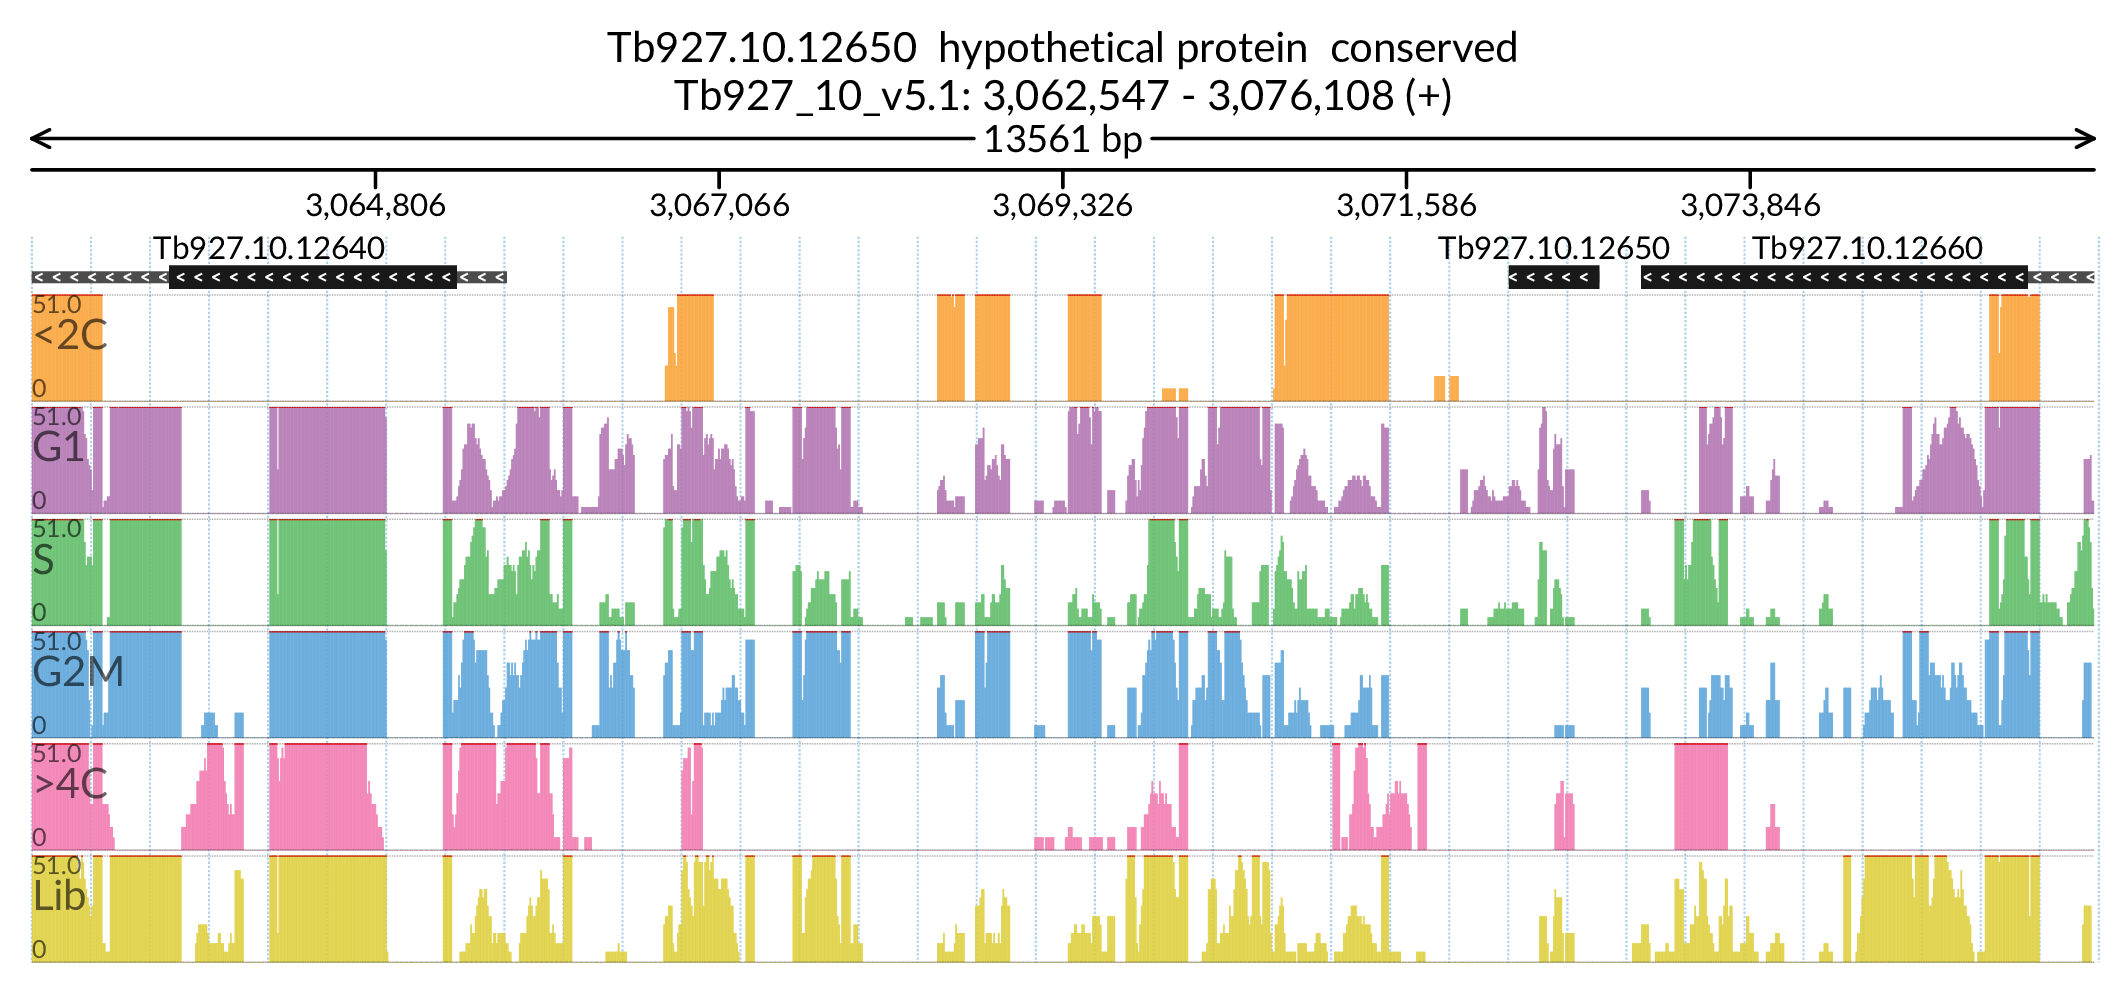 Tb927.10.12650  hypothetical protein  conserved
Tb927_10_v5.1: 3,062,547 - 3,076,108 (+)
13561 bp
3,064,806 3,067,066 3,069,326 3,071,586 3,073,846
Tb927.10.12640 Tb927.10.12650 Tb927.10.12660
51.0
<2C
0
51.0
G1
0
51.0
S
0
51.0
G2M
0
51.0
>4C
0
51.0
Lib
0